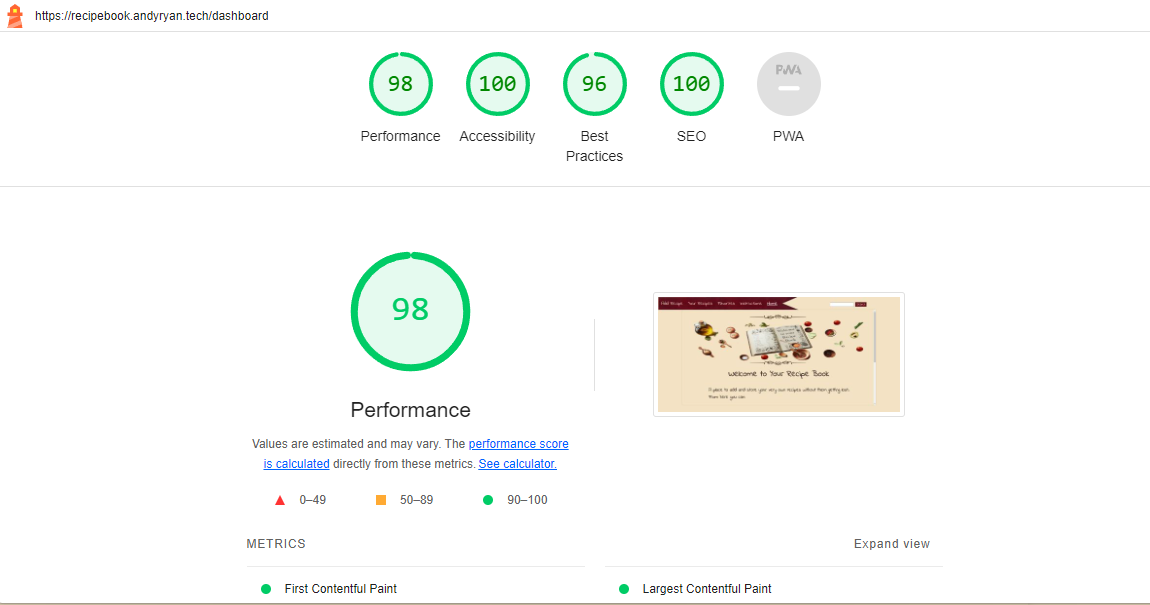 https://recipebook.andyryan.tech/dashboard
98
100
96
100
PWA
Performance
Accessibility
Best
Practices
SEO
PWA
98
Performance
Values are estimated and may vary. The performance score
is calculated directly from these metrics. See calculator.
0–49
50–89
90–100
Welcome to Your Recipe Book
METRICS
Expand view
First Contentful Paint
Largest Contentful Paint